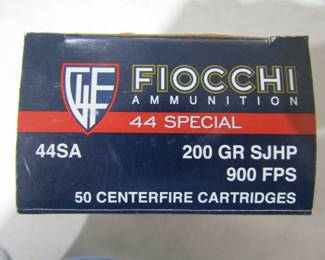 FIOCCHI
AMMUNITION
44 SPECIAL
44SA 200 GR SJHP
900 FPS
50 CENTERFIRE CARTRIDGES